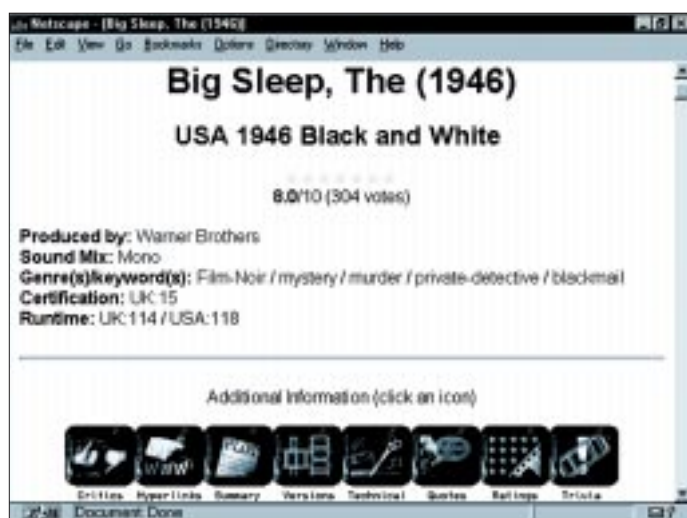 Netscape - [Big Sleep, The (1946)]
File Edit View Go Bookmarks Options Directory Window Help
Big Sleep, The (1946)
USA 1946 Black and White
8.0/10 (304 votes)
Produced by: Warner Brothers
Sound Mix: Mono
Genre(s)/keyword(s): Film-Noir / mystery / murder / private-detective / blackmail
Certification: UK:15
Runtime: UK:114 / USA:118
Additional Information (click an icon)
WWW PLOT
Critics Hyperlinks Summary Versions Technical Quotes Ratings Trivia
Document: Done